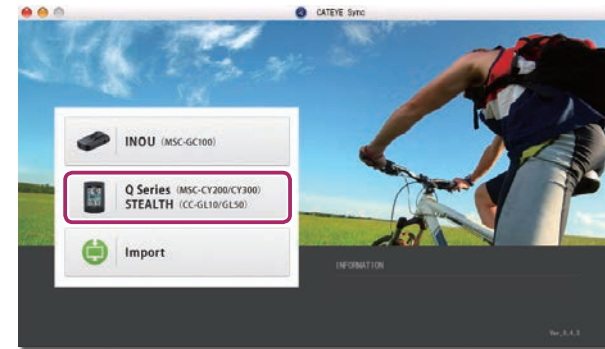 CATEYE Sync
INOU (MSC-GC100)
Q Series (MSC-CY200/CY300)
STEALTH (CC-GL10/GL50)
Import
INFORMATION